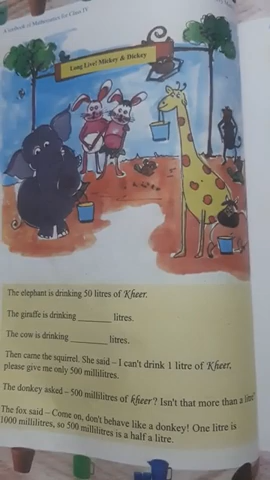 A textbook of Mathematics for Class IV
Long Live! Mickey & Dickey
The elephant is drinking 50 litres of Kheer.
The giraffe is drinking ________ litres.
The cow is drinking ________ litres.
Then came the squirrel. She said – I can't drink 1 litre of Kheer,
please give me only 500 millilitres.
The donkey asked – 500 millilitres of kheer? Isn't that more than a litre?
The fox said – Come on, don't behave like a donkey! One litre is
1000 millilitres, so 500 millilitres is a half a litre.